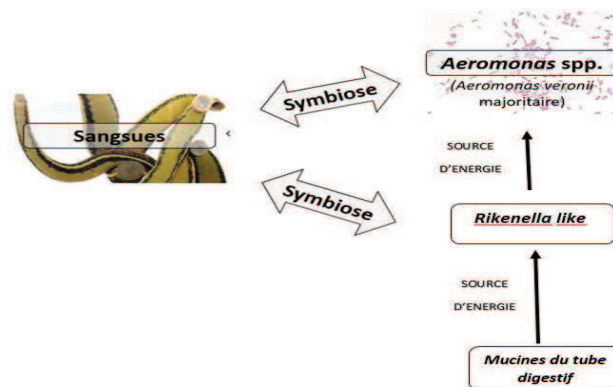 Aeromonas spp.
(Aeromonas veronii
majoritaire)
Symbiose
Sangsues
SOURCE
D'ENERGIE
Symbiose
Rikenella like
SOURCE
D'ENERGIE
Mucines du tube
digestif